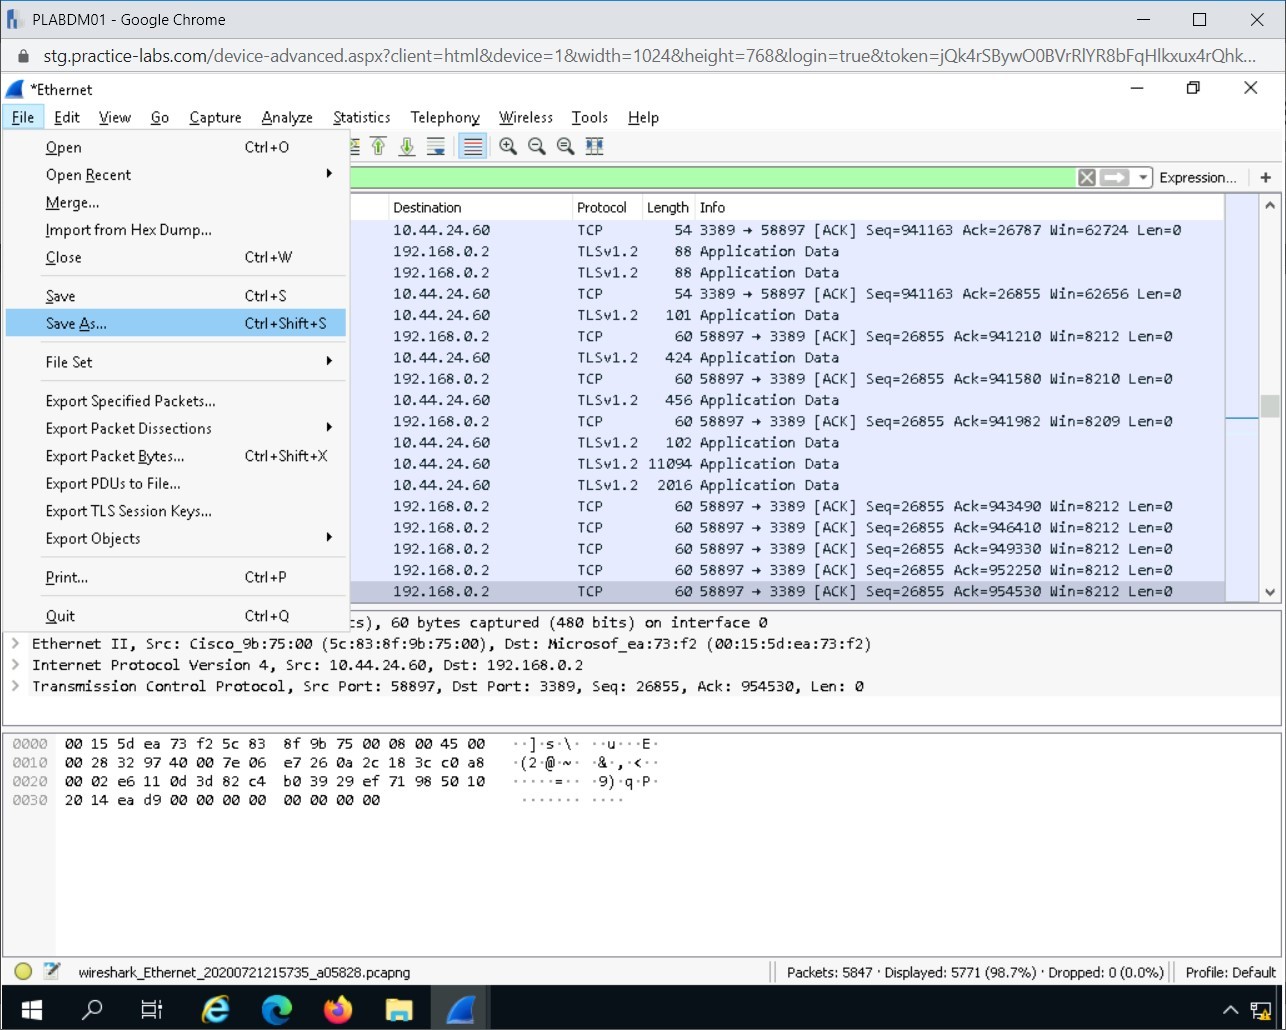 PLABDM01 - Google Chrome
stg.practice-labs.com/device-advanced.aspx?client=html&device=1&width=1024&height=768&login=true&token=jQk4rSBywO0BVrRlYR8bFqHlkxux4rQhk...
*Ethernet
File Edit View Go Capture Analyze Statistics Telephony Wireless Tools Help
Open Ctrl+O
Open Recent
Merge...
Import from Hex Dump...
Close Ctrl+W
Save Ctrl+S
Save As... Ctrl+Shift+S
File Set
Export Specified Packets...
Export Packet Dissections
Export Packet Bytes... Ctrl+Shift+X
Export PDUs to File...
Export TLS Session Keys...
Export Objects
Print... Ctrl+P
Quit Ctrl+Q
Expression... +
Destination Protocol Length Info
10.44.24.60 TCP 54 3389 → 58897 [ACK] Seq=941163 Ack=26787 Win=62724 Len=0
192.168.0.2 TLSv1.2 88 Application Data
192.168.0.2 TLSv1.2 88 Application Data
10.44.24.60 TCP 54 3389 → 58897 [ACK] Seq=941163 Ack=26855 Win=62656 Len=0
10.44.24.60 TLSv1.2 101 Application Data
192.168.0.2 TCP 60 58897 → 3389 [ACK] Seq=26855 Ack=941210 Win=8212 Len=0
10.44.24.60 TLSv1.2 424 Application Data
192.168.0.2 TCP 60 58897 → 3389 [ACK] Seq=26855 Ack=941580 Win=8210 Len=0
10.44.24.60 TLSv1.2 456 Application Data
192.168.0.2 TCP 60 58897 → 3389 [ACK] Seq=26855 Ack=941982 Win=8209 Len=0
10.44.24.60 TLSv1.2 102 Application Data
10.44.24.60 TLSv1.2 11094 Application Data
10.44.24.60 TLSv1.2 2016 Application Data
192.168.0.2 TCP 60 58897 → 3389 [ACK] Seq=26855 Ack=943490 Win=8212 Len=0
192.168.0.2 TCP 60 58897 → 3389 [ACK] Seq=26855 Ack=946410 Win=8212 Len=0
192.168.0.2 TCP 60 58897 → 3389 [ACK] Seq=26855 Ack=949330 Win=8212 Len=0
192.168.0.2 TCP 60 58897 → 3389 [ACK] Seq=26855 Ack=952250 Win=8212 Len=0
192.168.0.2 TCP 60 58897 → 3389 [ACK] Seq=26855 Ack=954530 Win=8212 Len=0
ts), 60 bytes captured (480 bits) on interface 0
Ethernet II, Src: Cisco_9b:75:00 (5c:83:8f:9b:75:00), Dst: Microsof_ea:73:f2 (00:15:5d:ea:73:f2)
Internet Protocol Version 4, Src: 10.44.24.60, Dst: 192.168.0.2
Transmission Control Protocol, Src Port: 58897, Dst Port: 3389, Seq: 26855, Ack: 954530, Len: 0
0000 00 15 5d ea 73 f2 5c 83 8f 9b 75 00 08 00 45 00 ··]·s·\· ··u···E·
0010 00 28 32 97 40 00 7e 06 e7 26 0a 2c 18 3c c0 a8 ·(2·@·~· ·&·,·<··
0020 00 02 e6 11 0d 3d 82 c4 b0 39 29 ef 71 98 50 10 ·····=·· ·9)·q·P·
0030 20 14 ea d9 00 00 00 00 00 00 00 00 ······· ····
wireshark_Ethernet_20200721215735_a05828.pcapng
Packets: 5847 · Displayed: 5771 (98.7%) · Dropped: 0 (0.0%)
Profile: Default